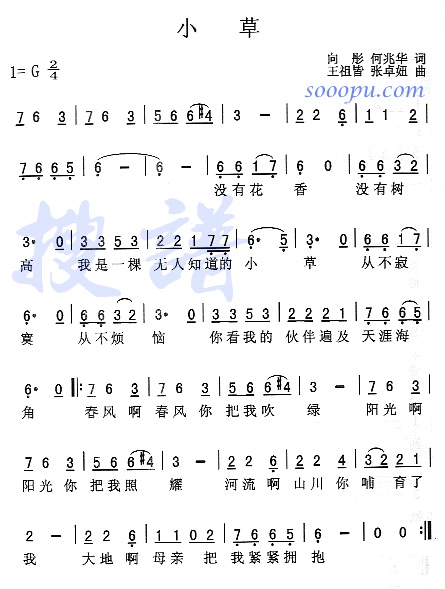 小 草
1=G 2/4
向 彤 何兆华 词
王祖皆 张卓娅 曲
sooopu.com
7 6 3 | 7 6 3 | 5 6 6 #4 | 3 - | 2 2 2 | 2 2 2 | 1 1 2 |
7 6 6 5 | 6 - | 6 - | 6 6 1 7 | 6· 0 | 6 6 3 2 |
没有花 香 没有树
搜谱
3· 0 | 3 3 5 3 | 2 2 1 7 7 | 6· 5 | 3· 0 | 6 6 1 7 |
高 我是一棵 无人知道的 小 草 从不寂
6· 0 | 6 6 3 2 | 3· 0 | 3 3 5 3 | 2 2 1 2 | 7 6 6 5 |
寞 从不烦 恼 你看我的 伙伴遍及 天涯海
6· 0 :| 7 6 3 | 7 6 3 | 5 6 6 #4 | 3· 0 | 7 6 3 |
角 春风啊 春风你 把我吹 绿 阳光啊
7 6 3 | 5 6 6 #4 | 3· 0 | 2 2 6 | 2 2 6 | 3 2 2 1 |
阳光你 把我照 耀 河流啊 山川你 哺育了
2 - | 2 2 6 | 2 2 6 | 7 6 6 5 | 6 - | 6· 0 :||
我 大地啊 母亲 把 我紧紧拥 抱